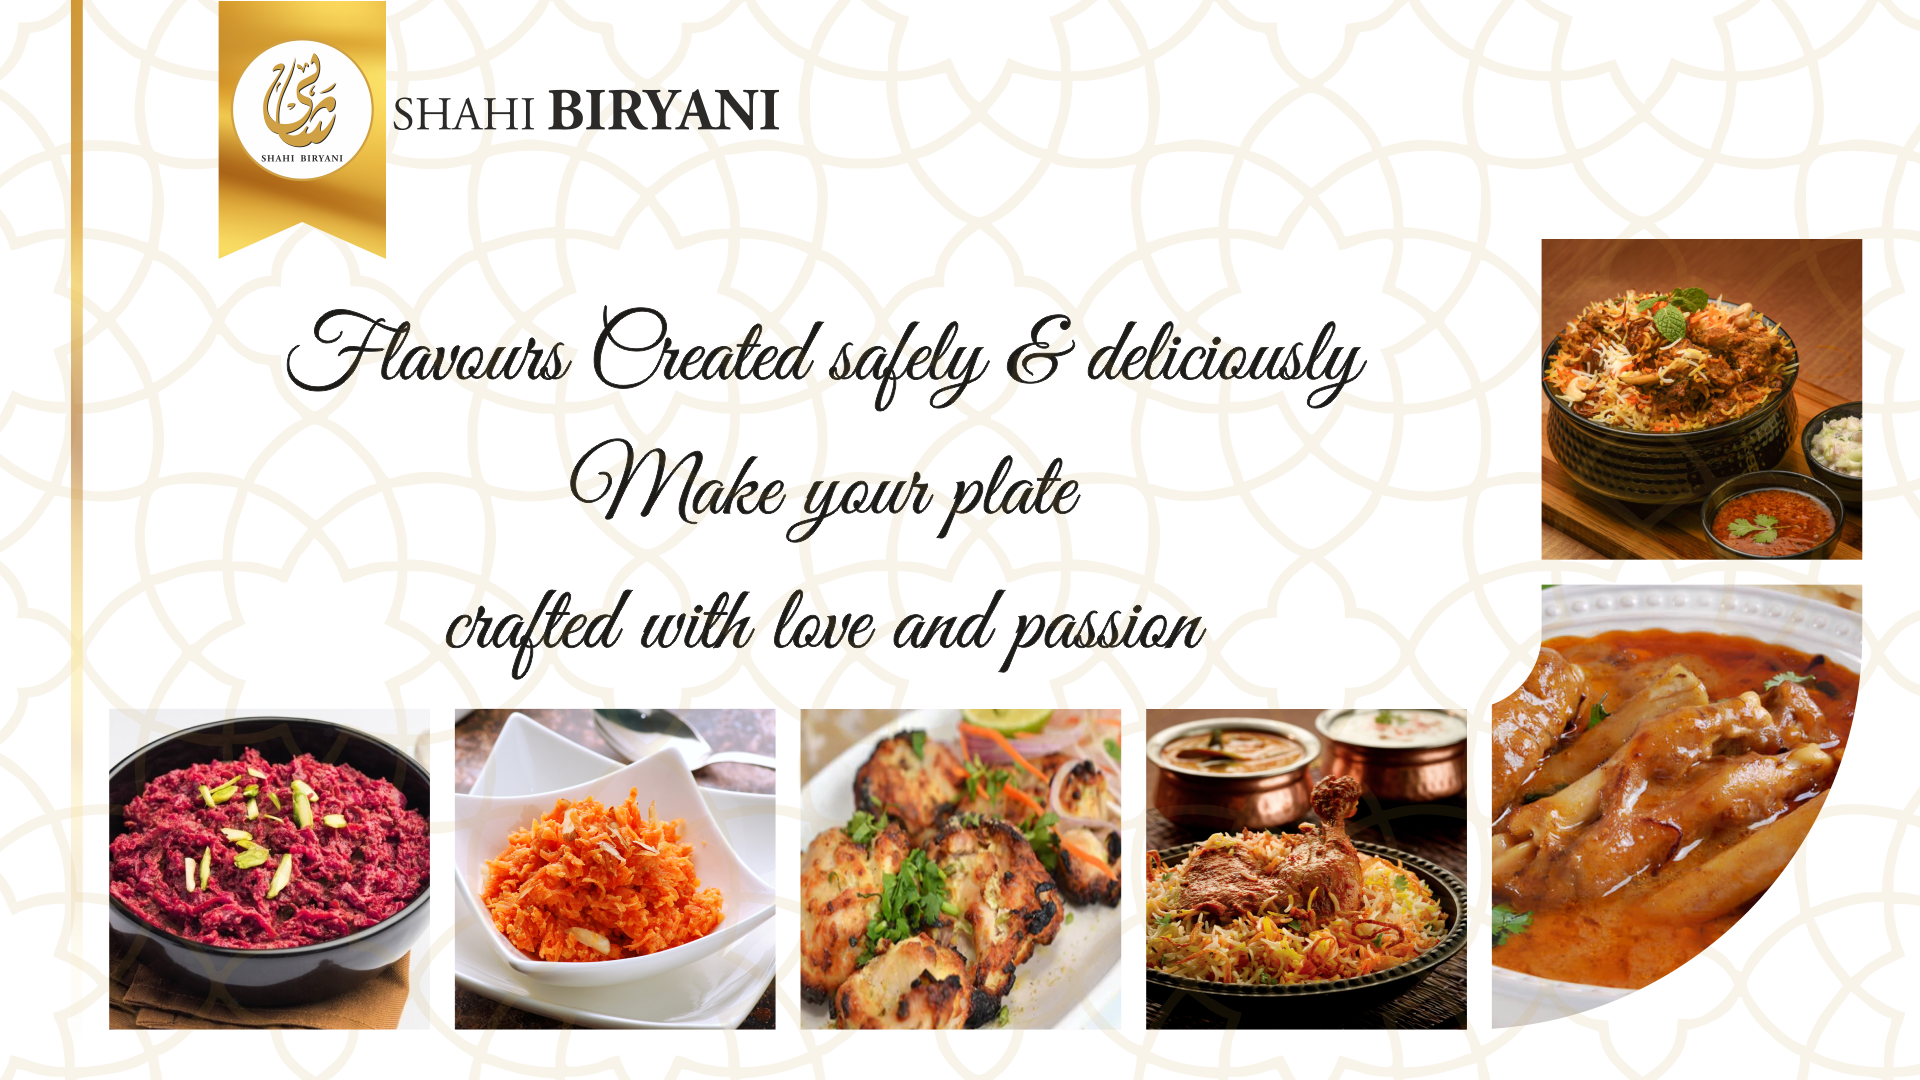 SHAHI BIRYANI
SHAHI BIRYANI
Flavours Created safely & deliciously
Make your plate
crafted with love and passion